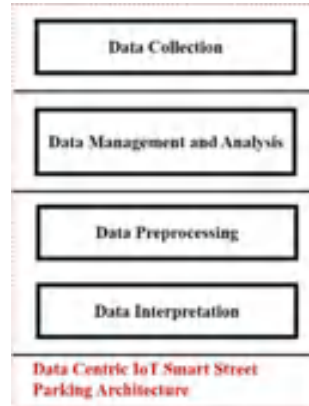 Data Collection
Data Management and Analysis
Data Preprocessing
Data Interpretation
Data Centric IoT Smart Street
Parking Architecture